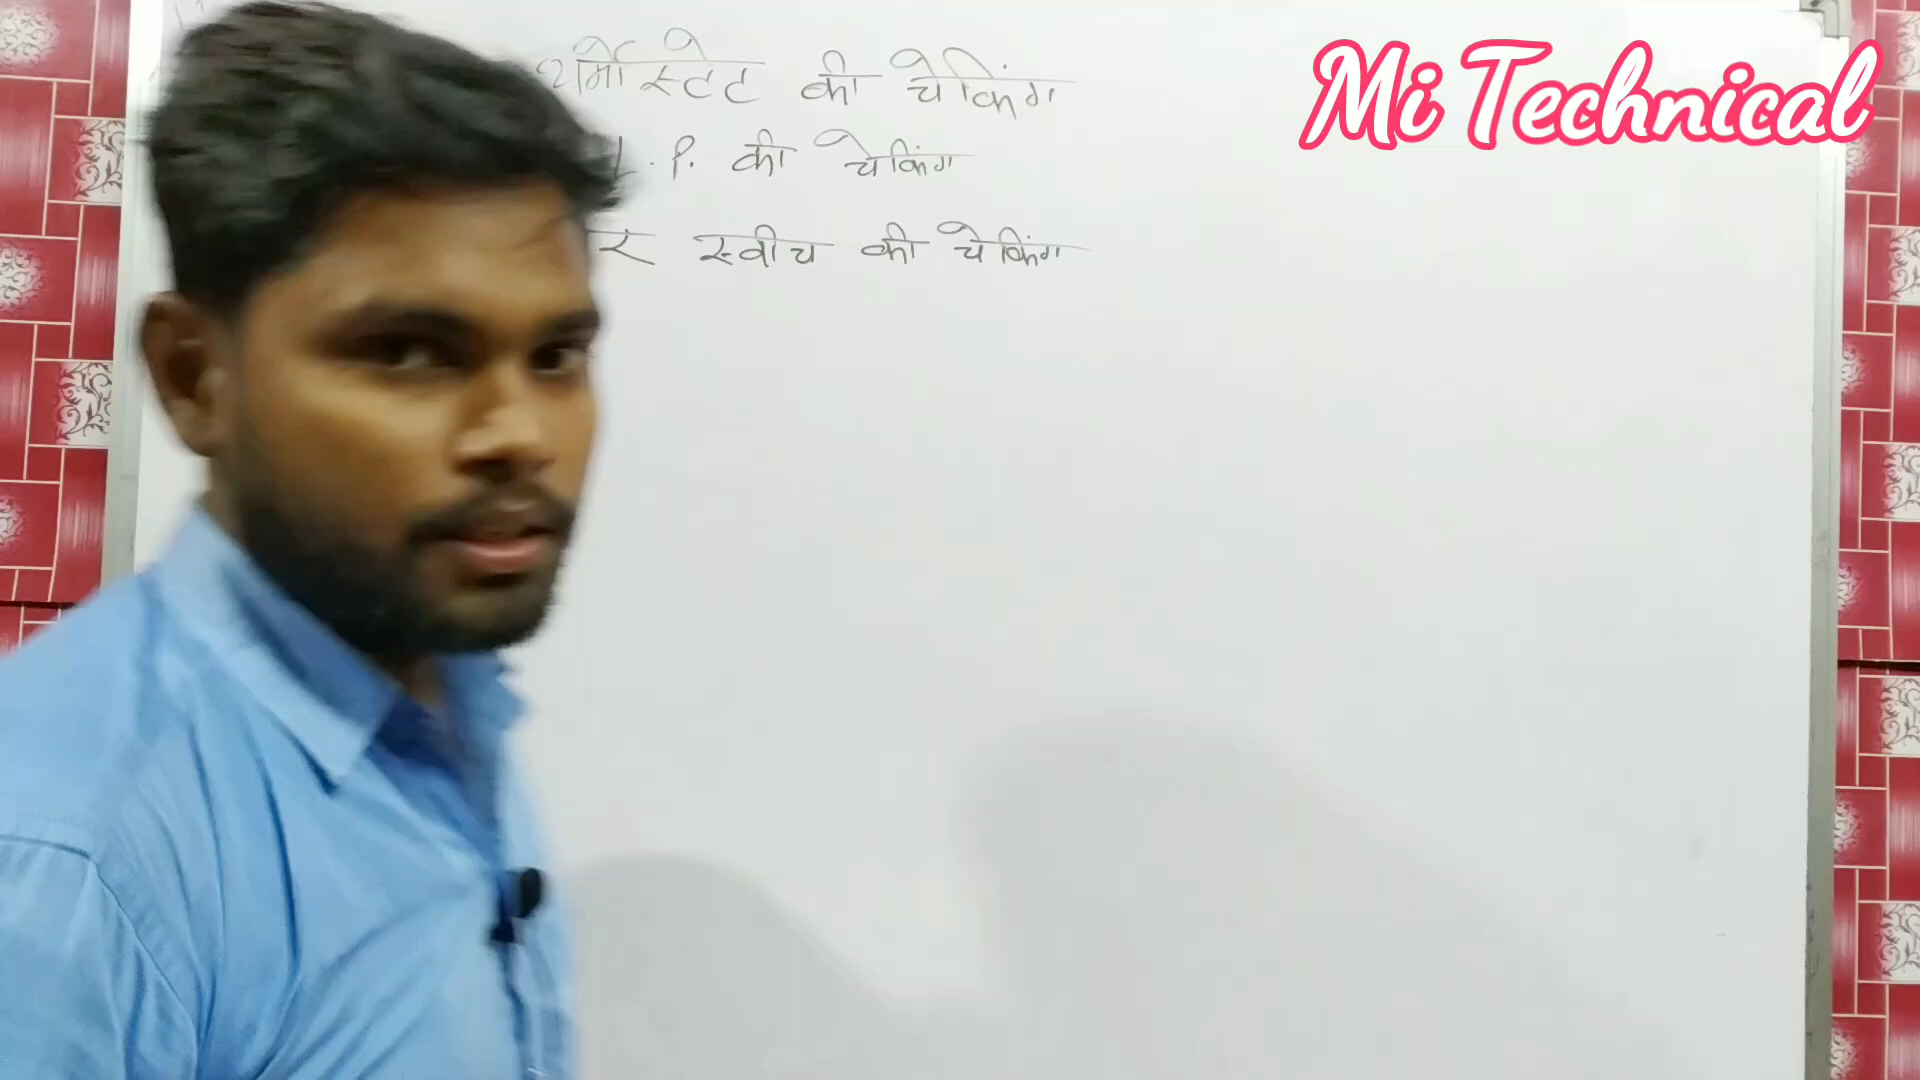 Mi Technical
थर्मोस्टेट की चेकिंग
L.P. की चेकिंग
स्वीच की चेकिंग